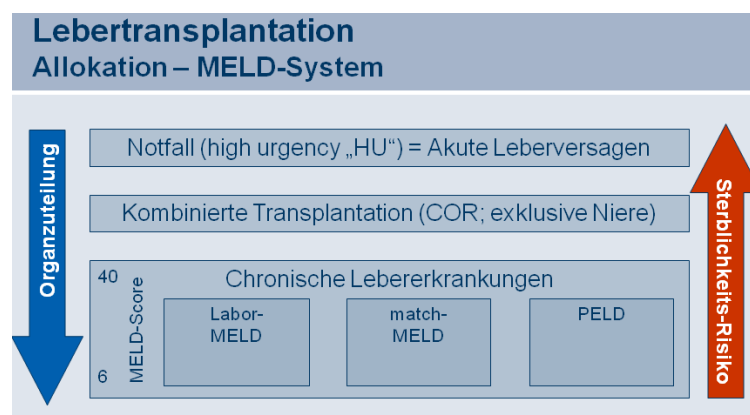 Lebertransplantation
Allokation – MELD-System
Organzuteilung
Notfall (high urgency „HU“) = Akute Leberversagen
Kombinierte Transplantation (COR; exklusive Niere)
40
6
MELD-Score
Chronische Lebererkrankungen
Labor-
MELD
match-
MELD
PELD
Sterblichkeits-Risiko